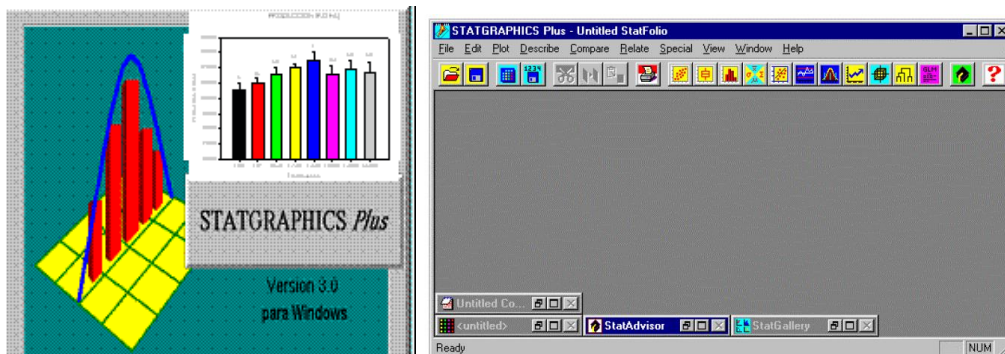 STATGRAPHICS Plus
Version 3.0
para Windows
STATGRAPHICS Plus - Untitled StatFolio
File Edit Plot Describe Compare Relate Special View Window Help
Untitled Co...
<untitled> StatAdvisor StatGallery
Ready NUM